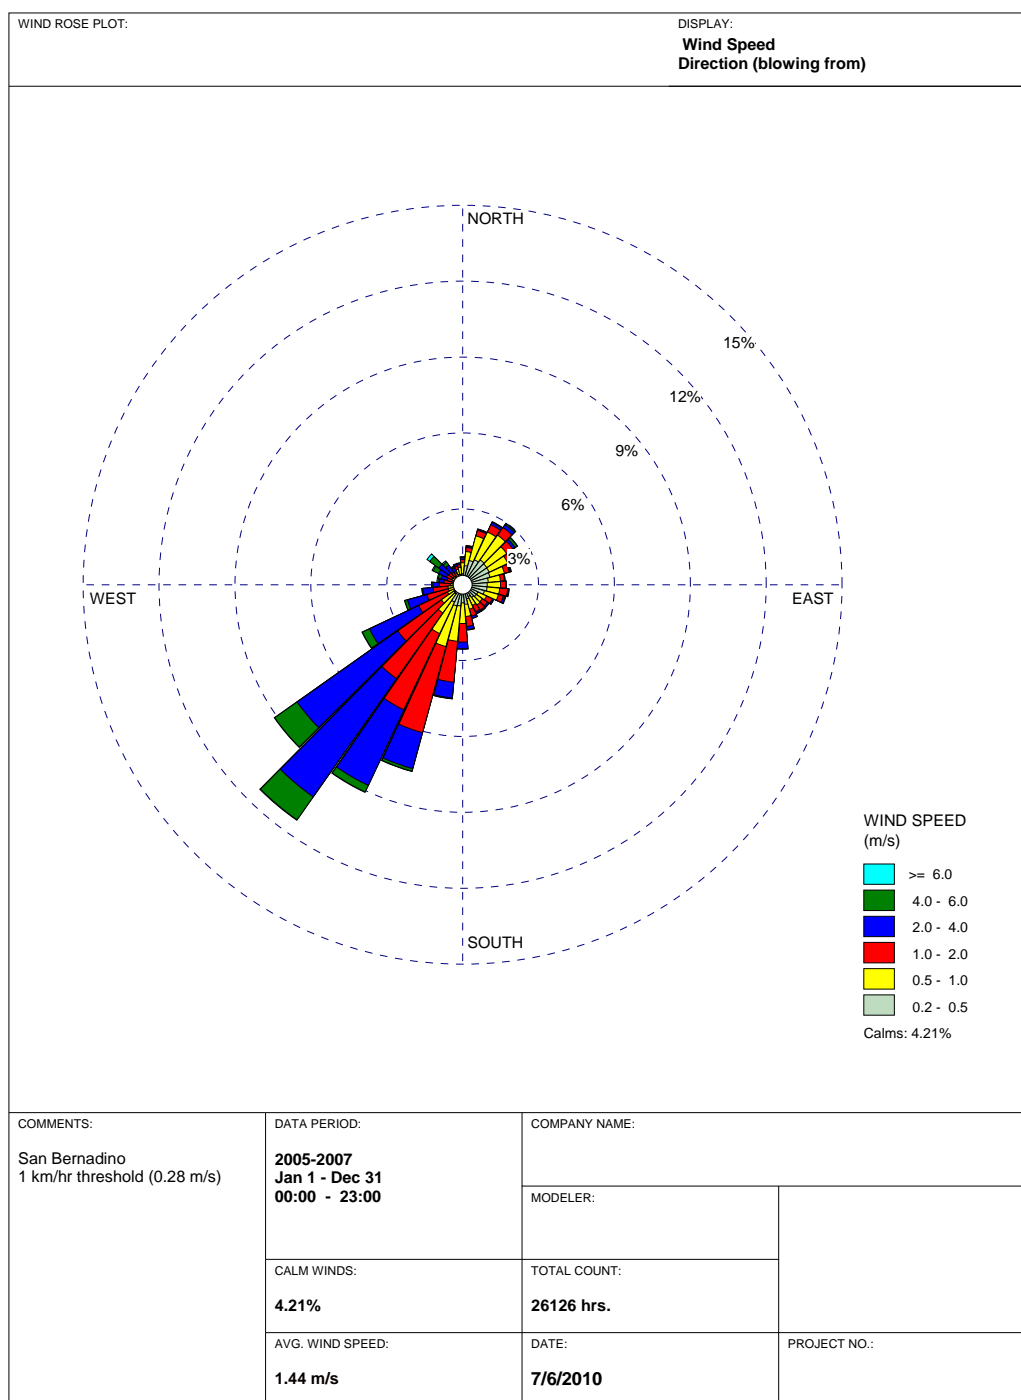 WIND ROSE PLOT:
DISPLAY:
Wind Speed
Direction (blowing from)
NORTH
15%
12%
9%
6%
3%
WEST
EAST
SOUTH
WIND SPEED
(m/s)
>= 6.0
4.0 - 6.0
2.0 - 4.0
1.0 - 2.0
0.5 - 1.0
0.2 - 0.5
Calms: 4.21%
COMMENTS:
San Bernadino
1 km/hr threshold (0.28 m/s)
DATA PERIOD:
2005-2007
Jan 1 - Dec 31
00:00 - 23:00
COMPANY NAME:
MODELER:
CALM WINDS:
4.21%
TOTAL COUNT:
26126 hrs.
AVG. WIND SPEED:
1.44 m/s
DATE:
7/6/2010
PROJECT NO.: